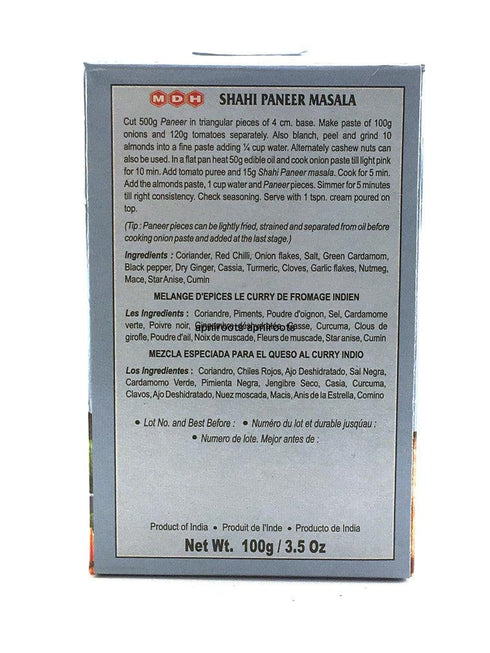 MDH SHAHI PANEER MASALA
Cut 500g Paneer in triangular pieces of 4 cm. base. Make paste of 100g
onions and 120g tomatoes separately. Also blanch, peel and grind 10
almonds into a fine paste adding ¼ cup water. Alternately cashew nuts can
also be used. In a flat pan heat 50g edible oil and cook onion paste till light pink
for 10 min. Add tomato puree and 15g Shahi Paneer masala. Cook for 5 min.
Add the almonds paste, 1 cup water and Paneer pieces. Simmer for 5 minutes
till right consistency. Check seasoning. Serve with 1 tspn. cream poured on
top.
(Tip : Paneer pieces can be lightly fried, strained and separated from oil before
cooking onion paste and added at the last stage.)
Ingredients : Coriander, Red Chilli, Onion flakes, Salt, Green Cardamom,
Black pepper, Dry Ginger, Cassia, Turmeric, Cloves, Garlic flakes, Nutmeg,
Mace, Star Anise, Cumin
MELANGE D'EPICES LE CURRY DE FROMAGE INDIEN
Les Ingredients : Coriandre, Piments, Poudre d'oignon, Sel, Cardamome
verte, Poivre noir, Casse, Curcuma, Clous de
apniroots apniroots
girofle, Poudre d'ail, Noix de muscade, Fleurs de muscade, Star anise, Cumin
MEZCLA ESPECIADA PARA EL QUESO AL CURRY INDIO
Los Ingredientes : Coriandro, Chiles Rojos, Ajo Deshidratado, Sal Negra,
Cardamomo Verde, Pimienta Negra, Jengibre Seco, Casia, Curcuma,
Clavos, Ajo Deshidratado, Nuez moscada, Macis, Anis de la Estrella, Comino
• Lot No. and Best Before : • Numéro du lot et durable jusqúau :
• Numero de lote. Mejor antes de :
Product of India • Produit de l'Inde • Producto de India
Net Wt. 100g / 3.5 Oz